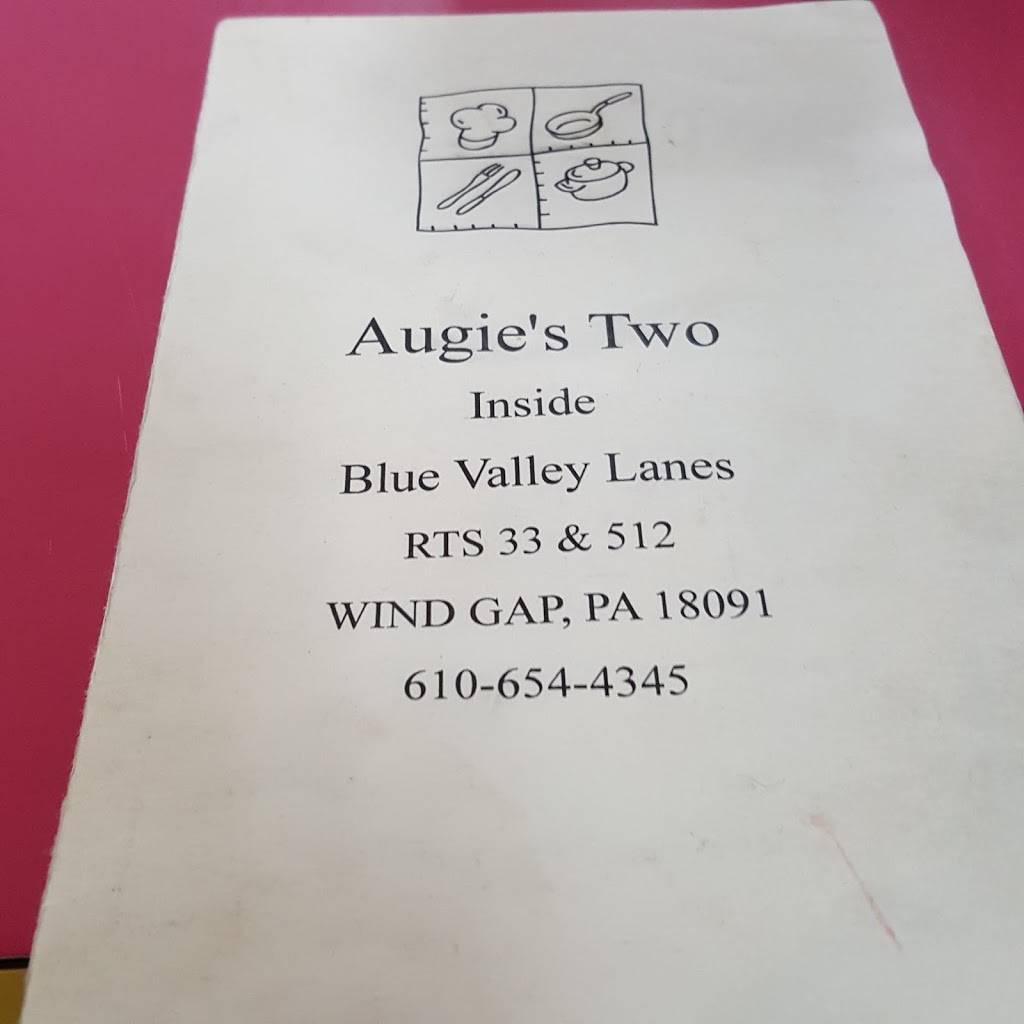 Augie's Two
Inside
Blue Valley Lanes
RTS 33 & 512
WIND GAP, PA 18091
610-654-4345